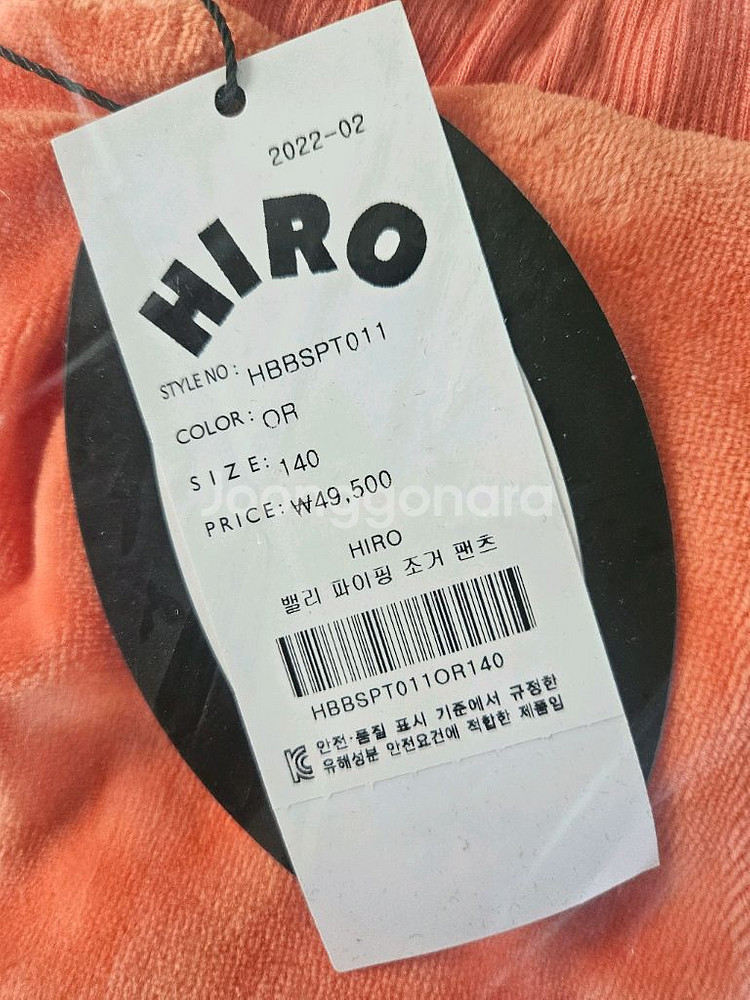 2022-02
HIRO
STYLE NO: HBBSPT011
COLOR: OR
SIZE: 140
PRICE: ₩49,500
Joonggonara
HIRO
밸리 파이핑 조거 팬츠
HBBSPT011OR140
안전·품질 표시 기준에서 규정한
유해성분 안전요건에 적합한 제품임